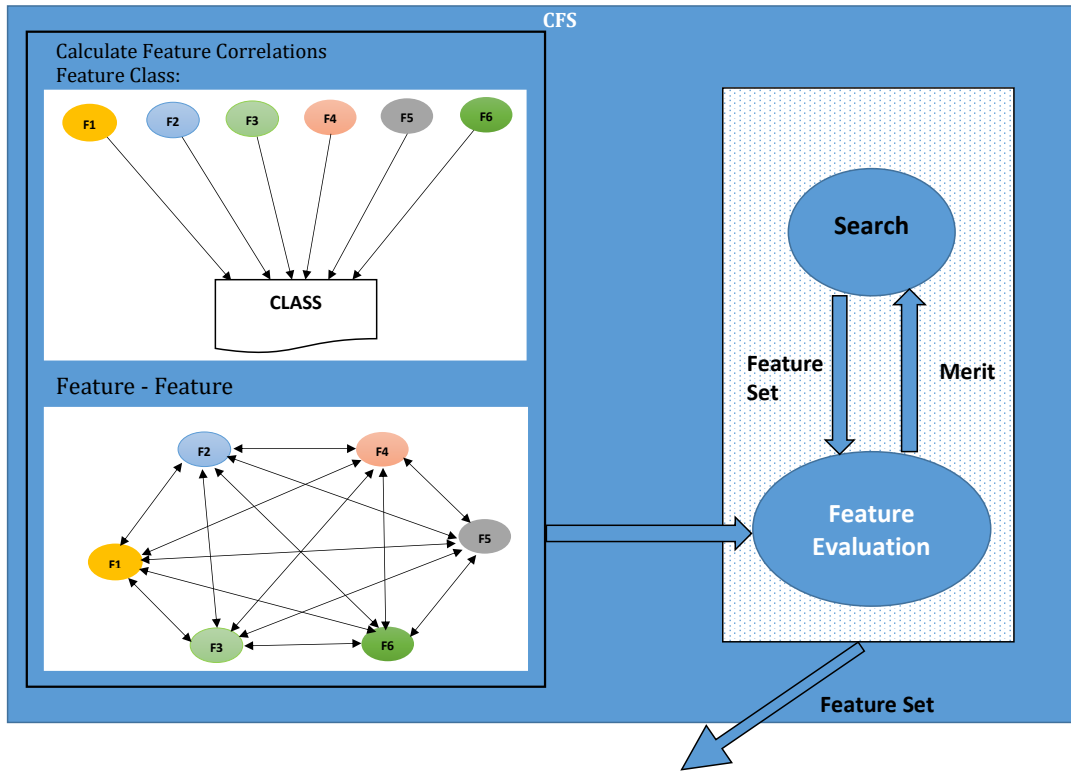 CFS
Calculate Feature Correlations
Feature Class:
F1
F2
F3
F4
F5
F6
CLASS
Feature - Feature
F2
F4
F5
F1
F3
F6
Search
Feature
Set
Merit
Feature
Evaluation
Feature Set